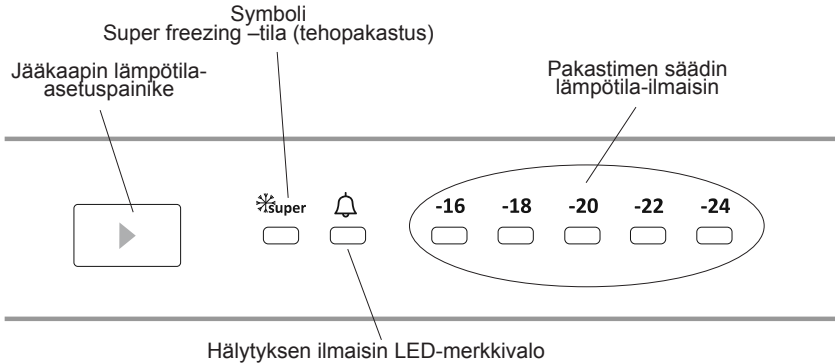 Symboli
Super freezing –tila (tehopakastus)
Jääkaapin lämpötila-
asetuspainike
Pakastimen säädin
lämpötila-ilmaisin
super
-16 -18 -20 -22 -24
Hälytyksen ilmaisin LED-merkkivalo